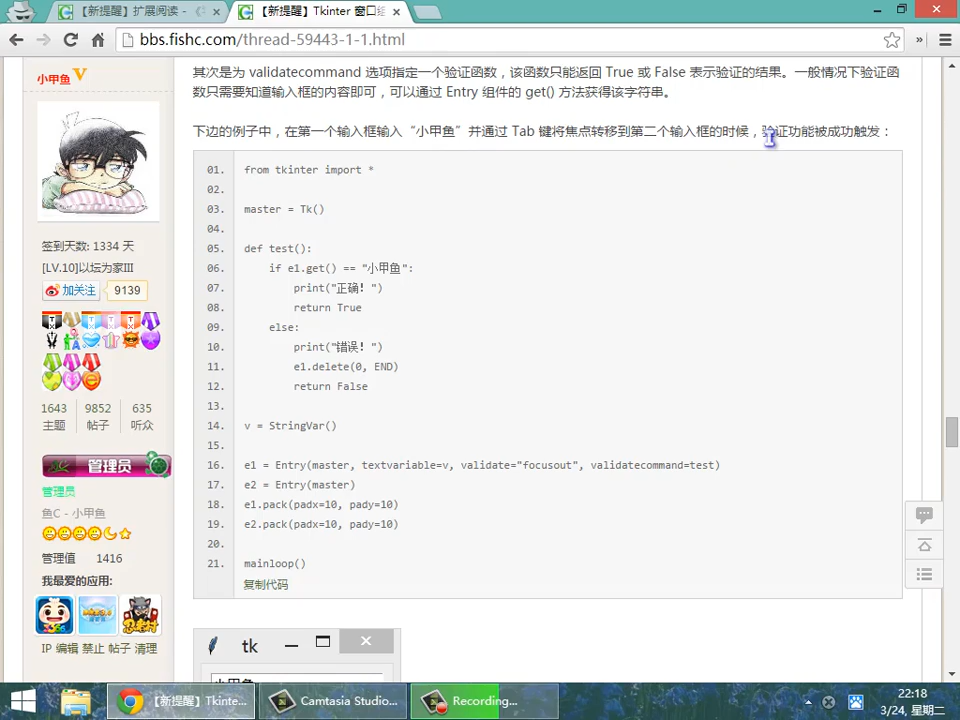 【新提醒】扩展阅读 -
【新提醒】Tkinter 窗口组
bbs.fishc.com/thread-59443-1-1.html
小甲鱼
签到天数: 1334 天
[LV.10]以坛为家III
加关注 9139
1643 9852 635
主题 帖子 听众
管理员
管理员
鱼C - 小甲鱼
管理值 1416
我最爱的应用:
IP 编辑 禁止 帖子 清理
其次是为 validatecommand 选项指定一个验证函数，该函数只能返回 True 或 False 表示验证的结果。一般情况下验证函
数只需要知道输入框的内容即可，可以通过 Entry 组件的 get() 方法获得该字符串。
下边的例子中，在第一个输入框输入“小甲鱼”并通过 Tab 键将焦点转移到第二个输入框的时候，验证功能被成功触发：
01. from tkinter import *
02.
03. master = Tk()
04.
05. def test():
06. if e1.get() == "小甲鱼":
07. print("正确！")
08. return True
09. else:
10. print("错误！")
11. e1.delete(0, END)
12. return False
13.
14. v = StringVar()
15.
16. e1 = Entry(master, textvariable=v, validate="focusout", validatecommand=test)
17. e2 = Entry(master)
18. e1.pack(padx=10, pady=10)
19. e2.pack(padx=10, pady=10)
20.
21. mainloop()
复制代码
tk
小甲鱼
【新提醒】Tkinte...
Camtasia Studio...
Recording...
22:18
3/24, 星期二